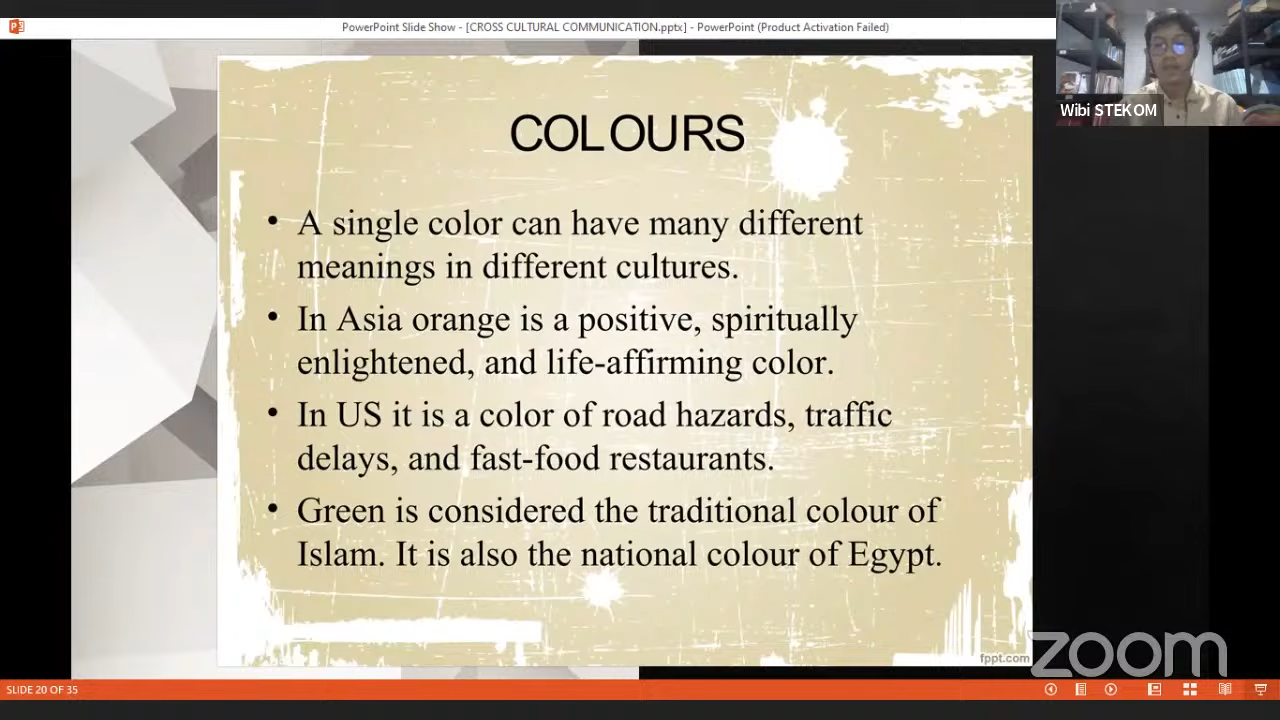 PowerPoint Slide Show - [CROSS CULTURAL COMMUNICATION.pptx] - PowerPoint (Product Activation Failed)
Wibi STEKOM
COLOURS
• A single color can have many different
meanings in different cultures.
• In Asia orange is a positive, spiritually
enlightened, and life-affirming color.
• In US it is a color of road hazards, traffic
delays, and fast-food restaurants.
• Green is considered the traditional colour of
Islam. It is also the national colour of Egypt.
fppt.com
zoom
SLIDE 20 OF 35